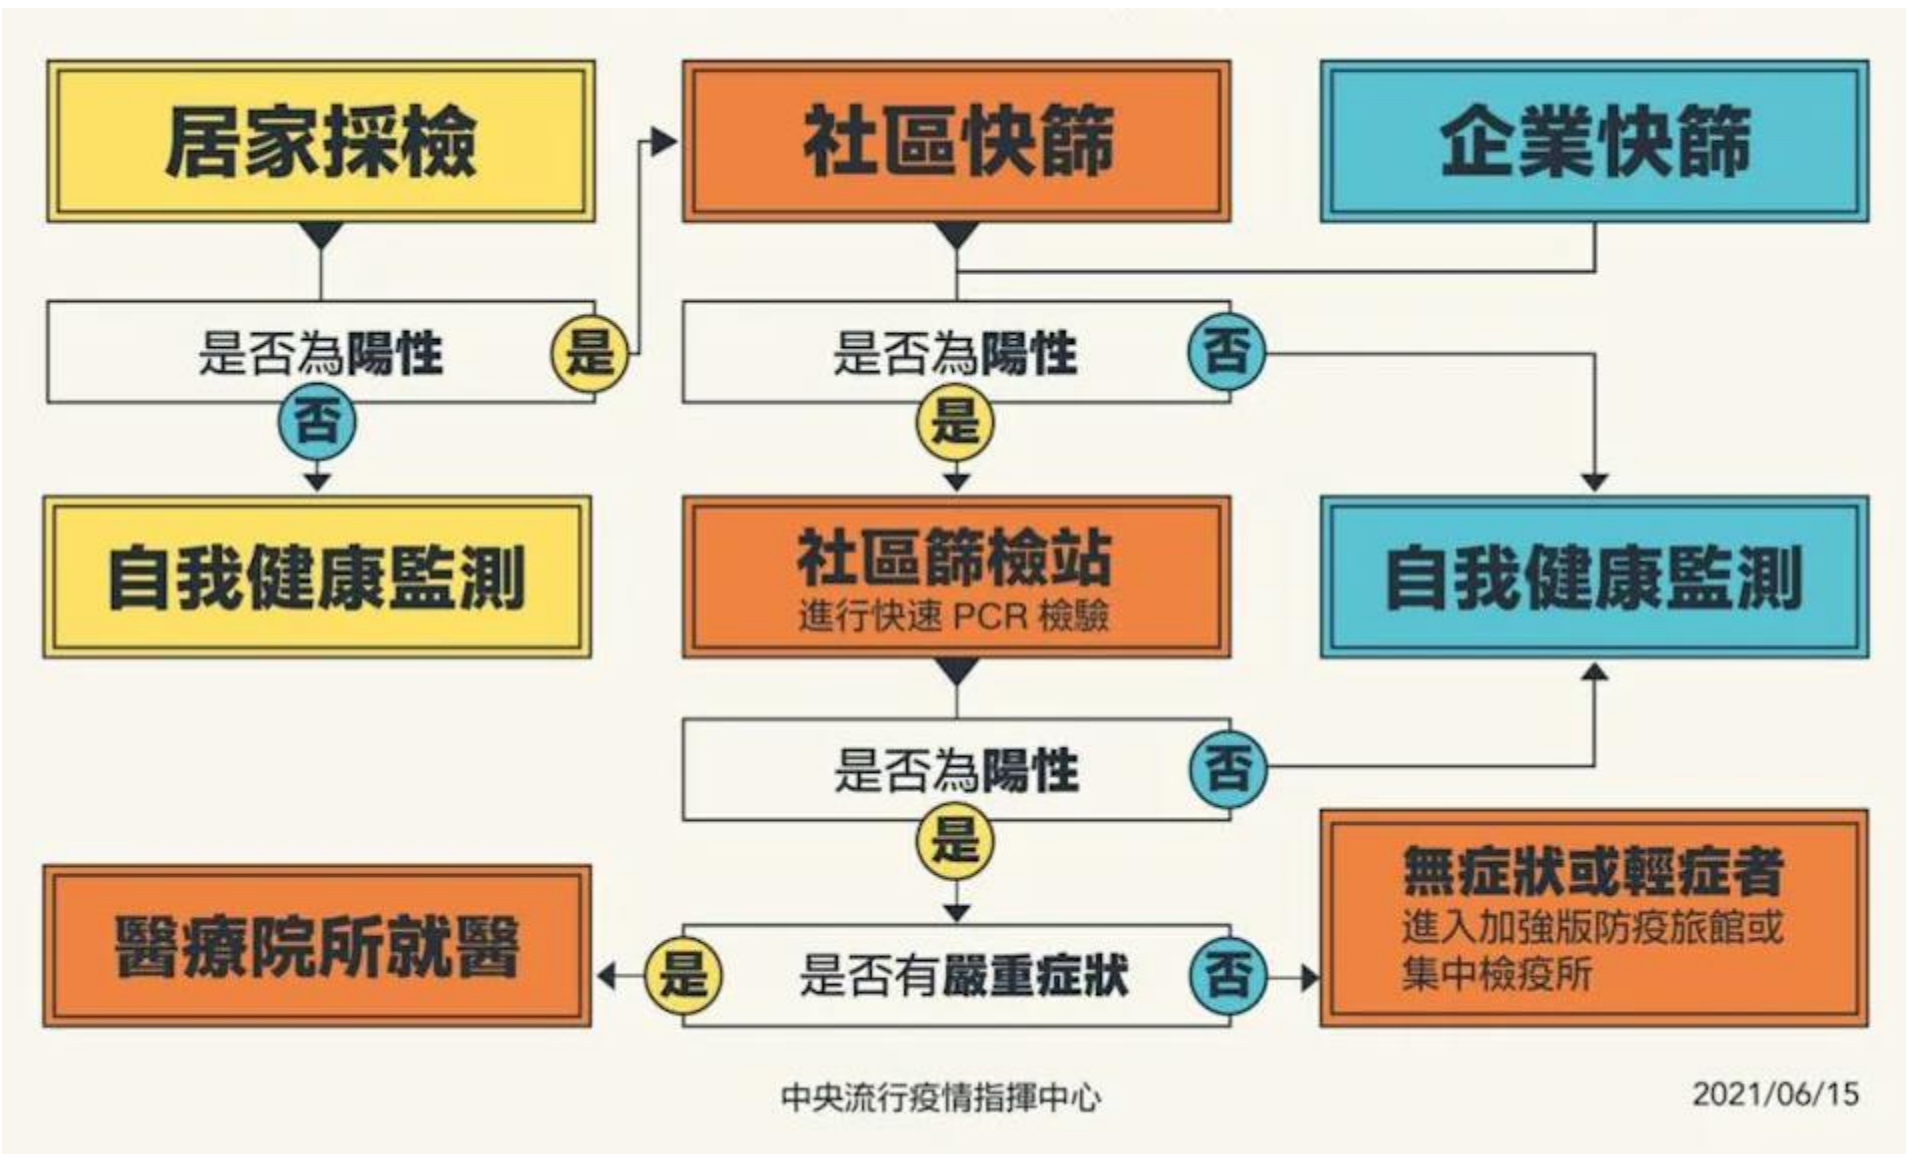 居家採檢
社區快篩
企業快篩
是否為陽性
是
否
是否為陽性
否
是
自我健康監測
社區篩檢站
進行快速 PCR 檢驗
自我健康監測
是否為陽性
否
是
醫療院所就醫
是
是否有嚴重症狀
否
無症狀或輕症者
進入加強版防疫旅館或
集中檢疫所
中央流行疫情指揮中心
2021/06/15